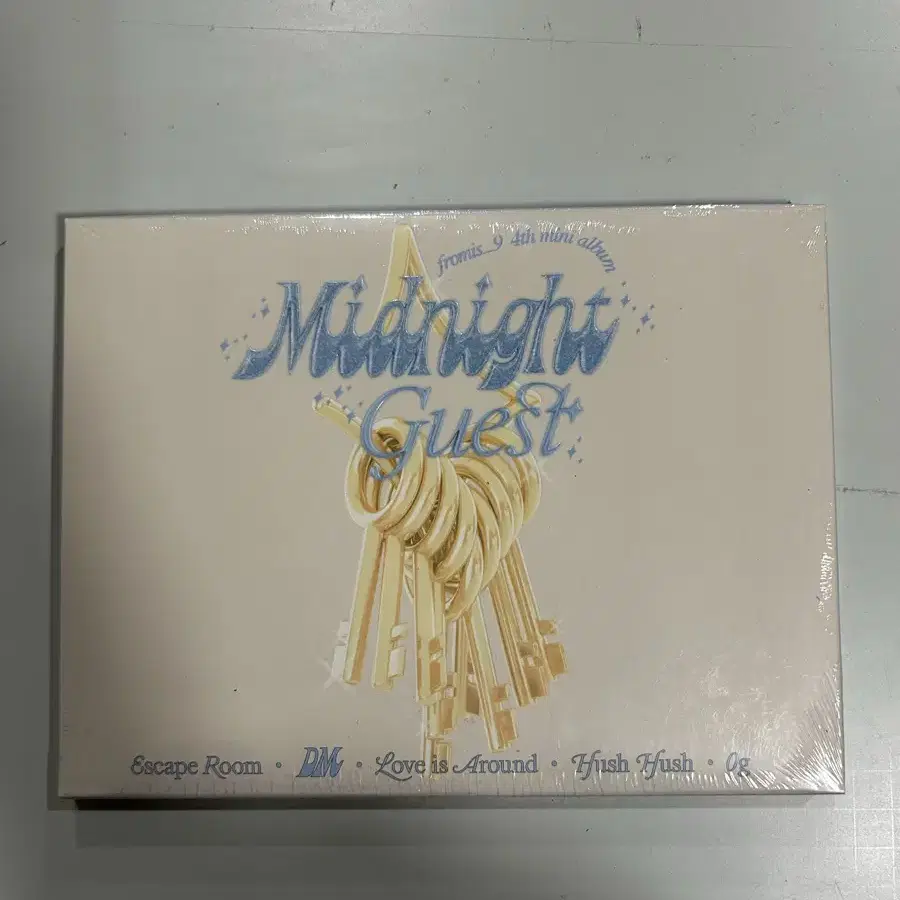 fromis_9 4th mini album
Midnight
Guest
Escape Room · DM · Love is Around · Hush Hush · 0g